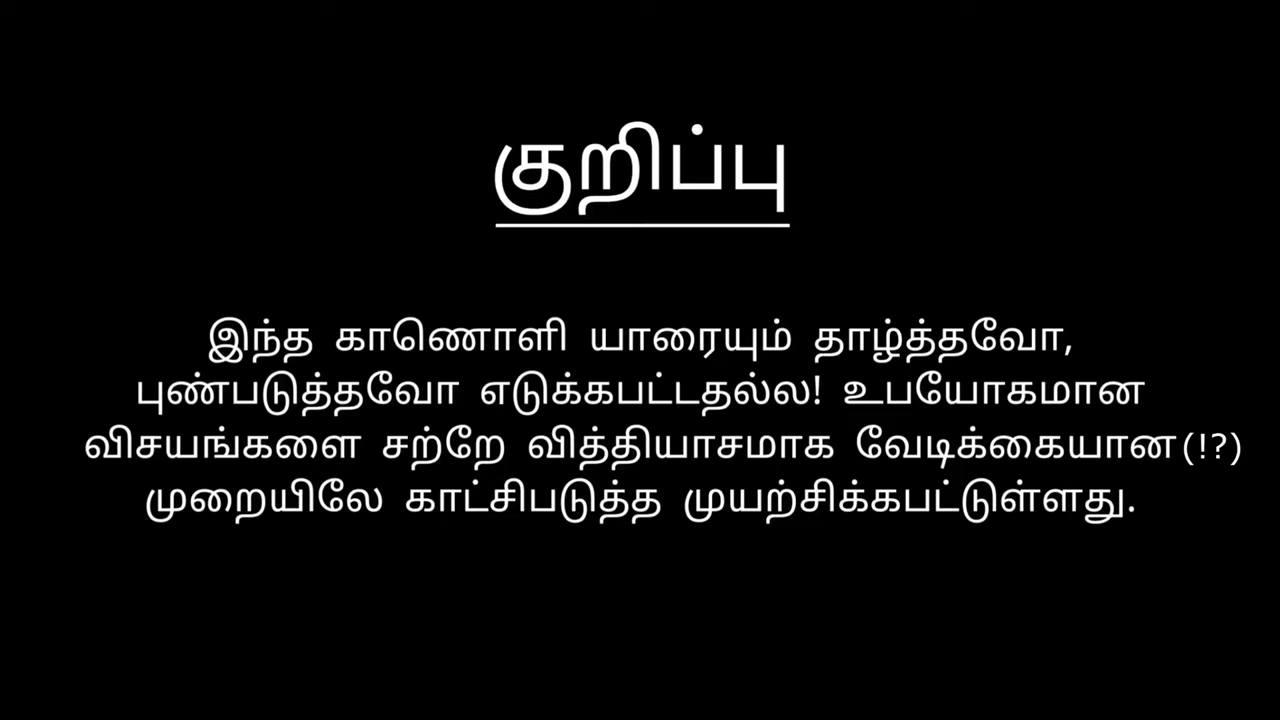 குறிப்பு
இந்த காணொளி யாரையும் தாழ்த்தவோ,
புண்படுத்தவோ எடுக்கபட்டதல்ல! உபயோகமான
விசயங்களை சற்றே வித்தியாசமாக வேடிக்கையான(!?)
முறையிலே காட்சிபடுத்த முயற்சிக்கபட்டுள்ளது.